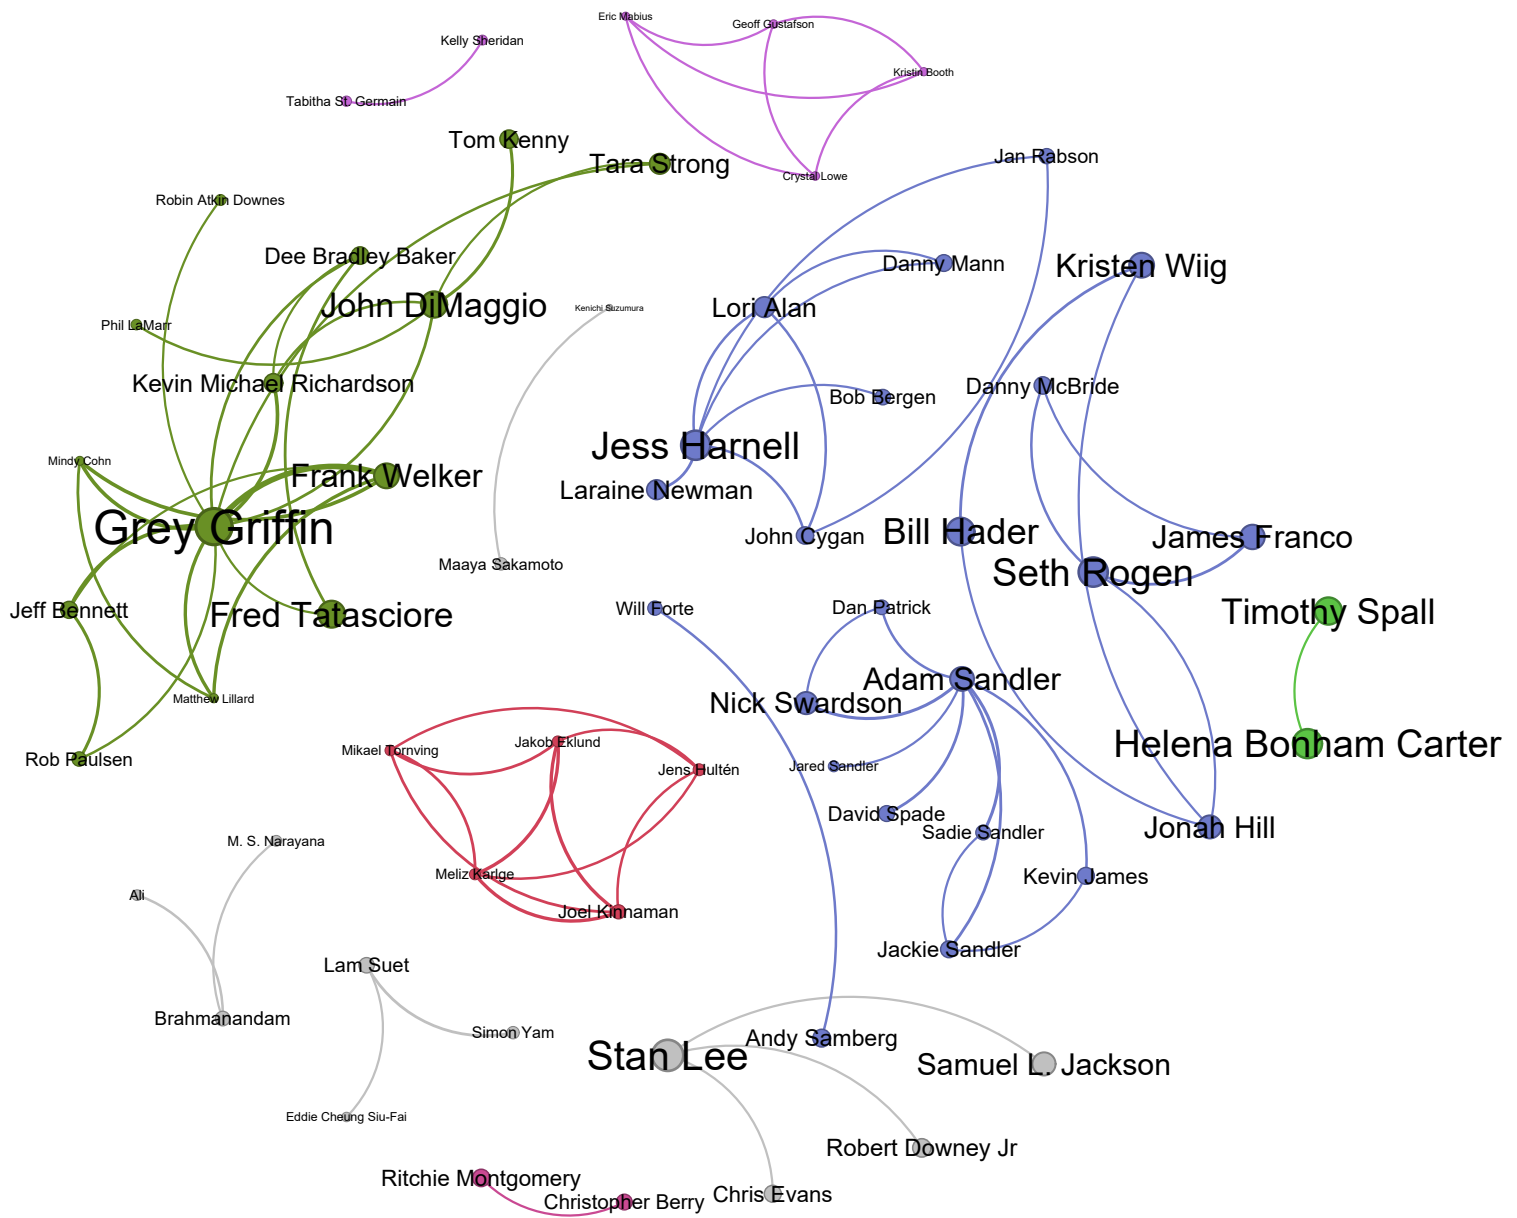 Eric Mabius
Geoff Gustafson
Kelly Sheridan
Kristin Booth
Tabitha St. Germain
Tom Kenny
Tara Strong
Jan Rabson
Crystal Lowe
Robin Atkin Downes
Dee Bradley Baker
Danny Mann
Kristen Wiig
John DiMaggio
Kenichi Suzumura
Lori Alan
Phil LaMarr
Kevin Michael Richardson
Danny McBride
Bob Bergen
Jess Harnell
Mindy Cohn
Frank Welker
Laraine Newman
Grey Griffin
John Cygan
Bill Hader
James Franco
Maaya Sakamoto
Seth Rogen
Jeff Bennett
Fred Tatasciore
Will Forte
Dan Patrick
Timothy Spall
Adam Sandler
Matthew Lillard
Nick Swardson
Mikael Tornving
Jakob Eklund
Helena Bonham Carter
Rob Paulsen
Jens Hultén
Jared Sandler
David Spade
Sadie Sandler
Jonah Hill
M. S. Narayana
Meliz Karlge
Kevin James
Ali
Joel Kinnaman
Jackie Sandler
Lam Suet
Brahmanandam
Simon Yam
Stan Lee
Andy Samberg
Samuel L. Jackson
Eddie Cheung Siu-Fai
Robert Downey Jr
Ritchie Montgomery
Christopher Berry
Chris Evans